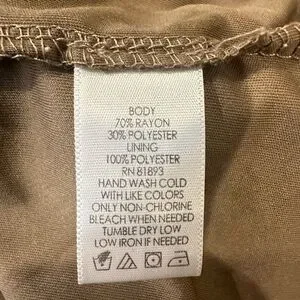 BODY
70% RAYON
30% POLYESTER
LINING
100% POLYESTER
RN 81893
HAND WASH COLD
WITH LIKE COLORS
ONLY NON-CHLORINE
BLEACH WHEN NEEDED
TUMBLE DRY LOW
LOW IRON IF NEEDED